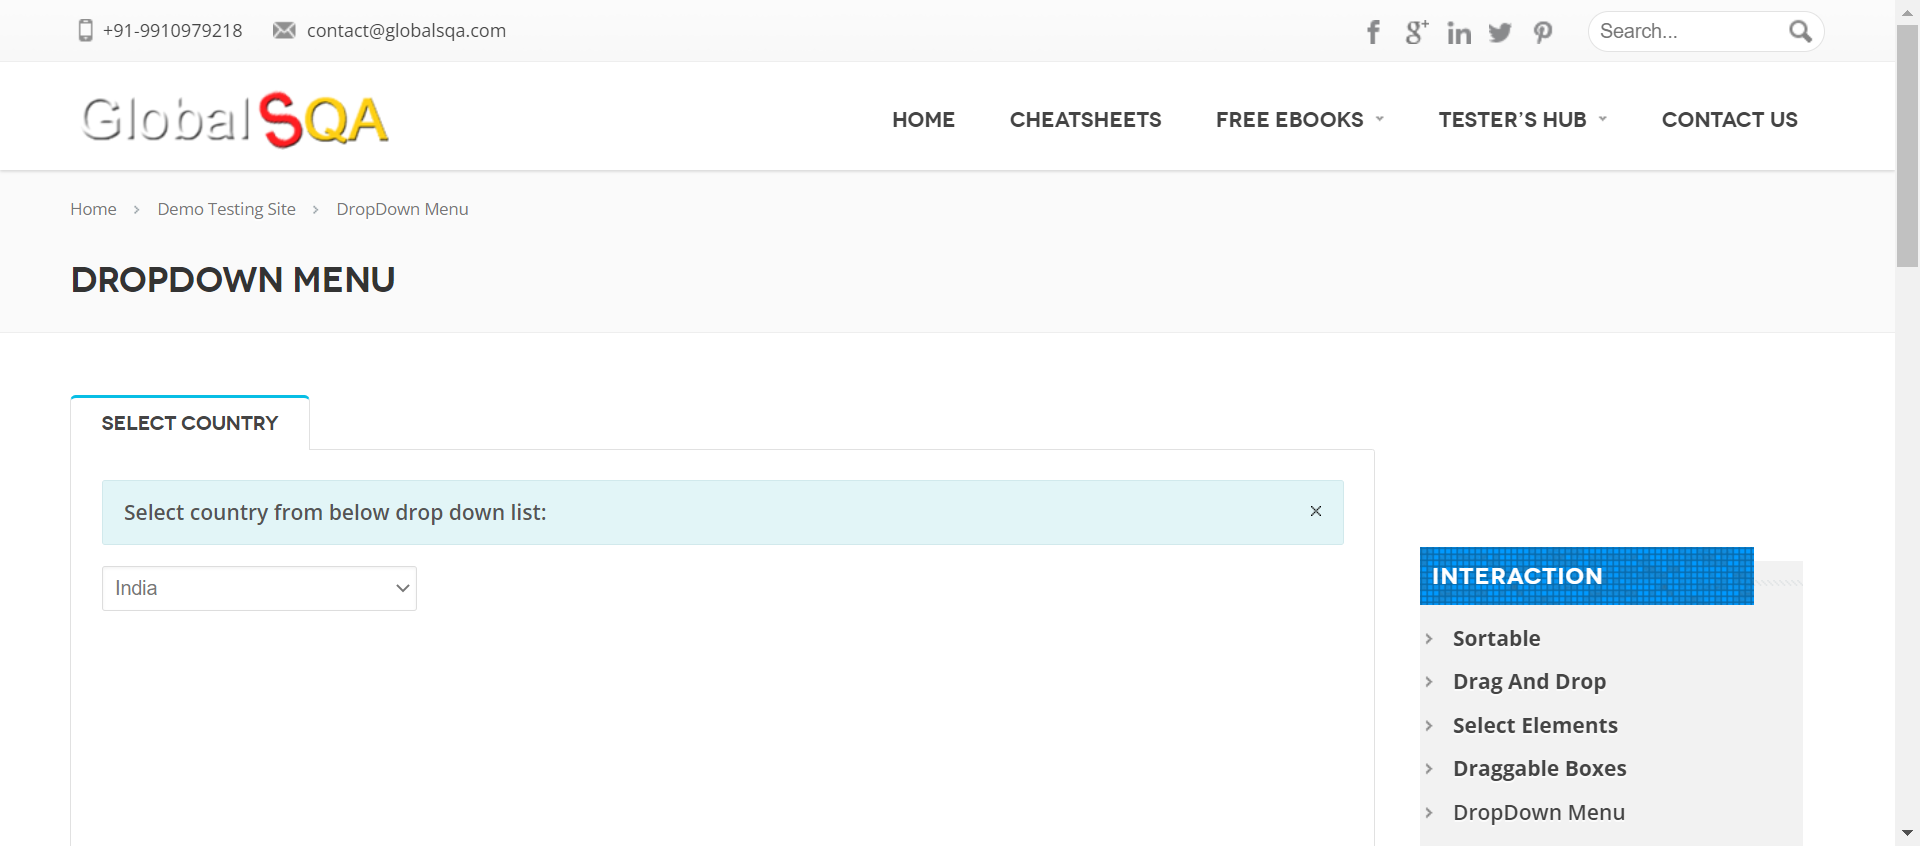 +91-9910979218 contact@globalsqa.com Search...
GlobalSQA HOME CHEATSHEETS FREE EBOOKS TESTER’S HUB CONTACT US
Home > Demo Testing Site > DropDown Menu
DROPDOWN MENU
SELECT COUNTRY
Select country from below drop down list: ×
India
INTERACTION
Sortable
Drag And Drop
Select Elements
Draggable Boxes
DropDown Menu